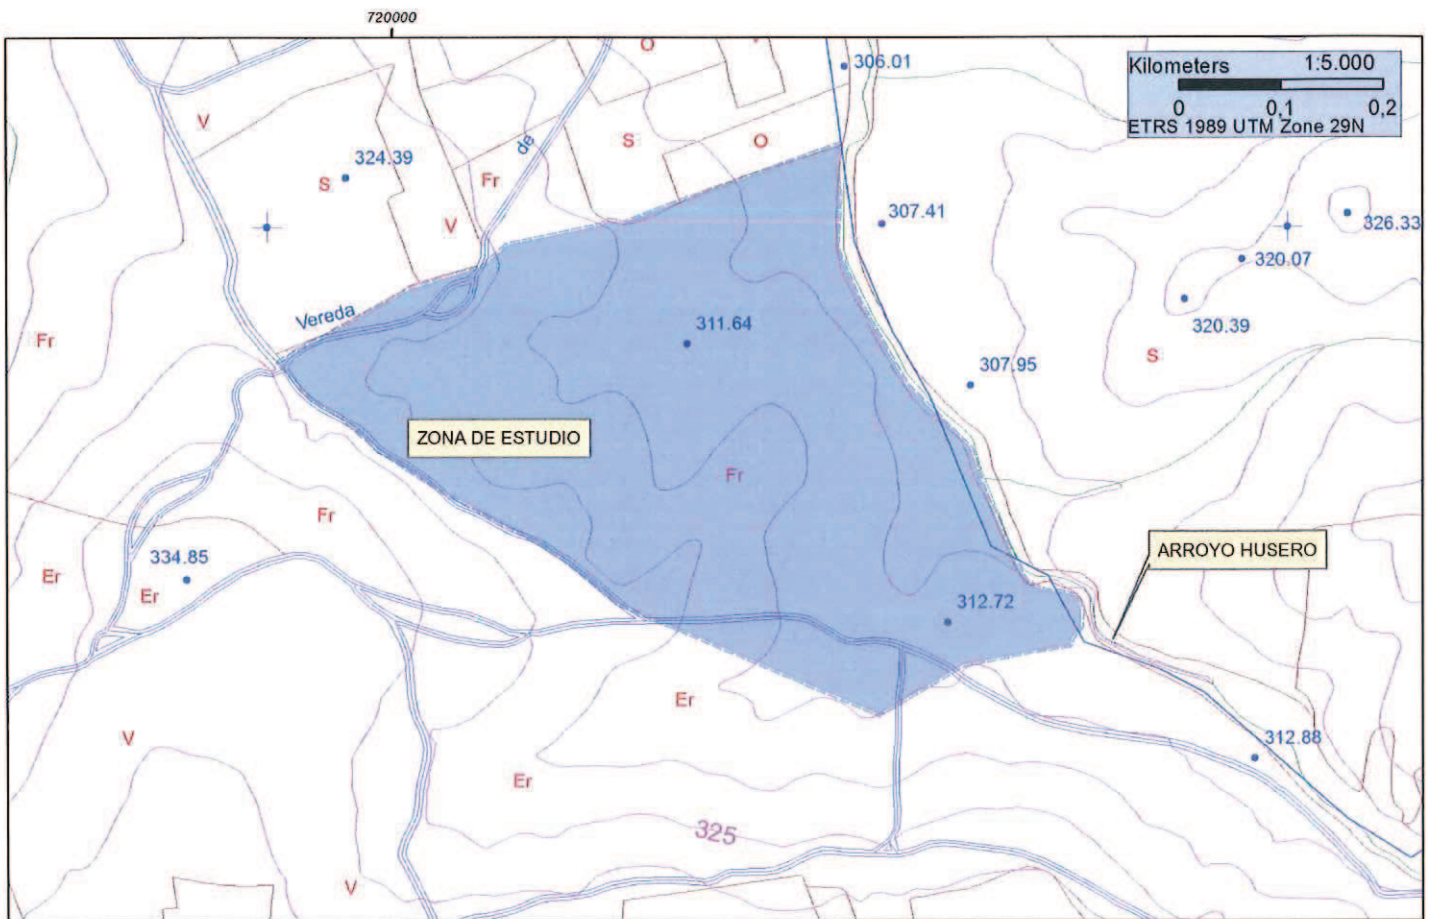 720000
O
306.01
Kilometers 1:5.000
0 0,1 0,2
ETRS 1989 UTM Zone 29N
V
de
S
O
324.39
S
Fr
V
307.41
326.33
320.07
Vereda
311.64
320.39
Fr
307.95
S
ZONA DE ESTUDIO
Fr
Fr
334.85
ARROYO HUSERO
Er
Er
312.72
Er
V
312.88
Er
325
V